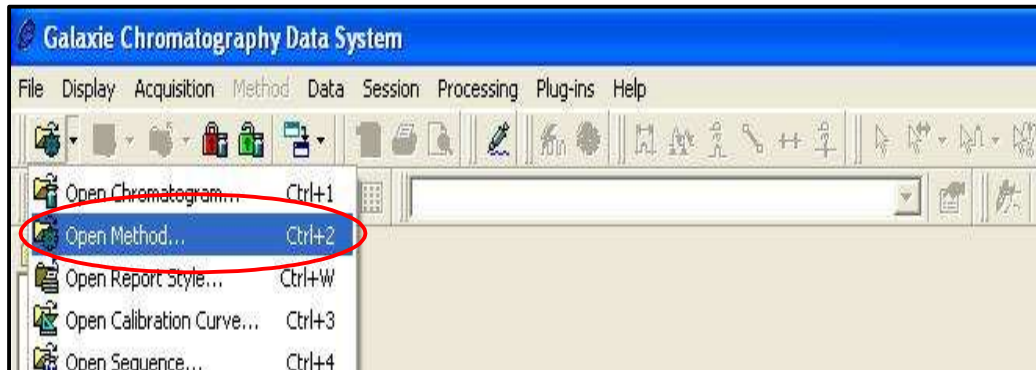 Galaxie Chromatography Data System
File Display Acquisition Method Data Session Processing Plug-ins Help
Open Chromatogram... Ctrl+1
Open Method... Ctrl+2
Open Report Style... Ctrl+W
Open Calibration Curve... Ctrl+3
Open Sequence... Ctrl+4